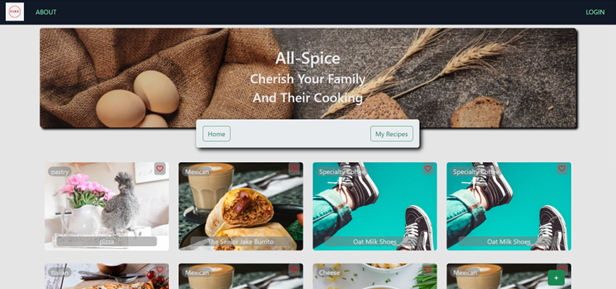 ABOUT
LOGIN
All-Spice
Cherish Your Family
And Their Cooking
Home
My Recipes
pastry
Mexican
Specialty Coffee
Specialty Coffee
pizza
The Senior Jake Burrito
Oat Milk Shoes
Oat Milk Shoes
Italian
Mexican
Cheese
Mexican
+